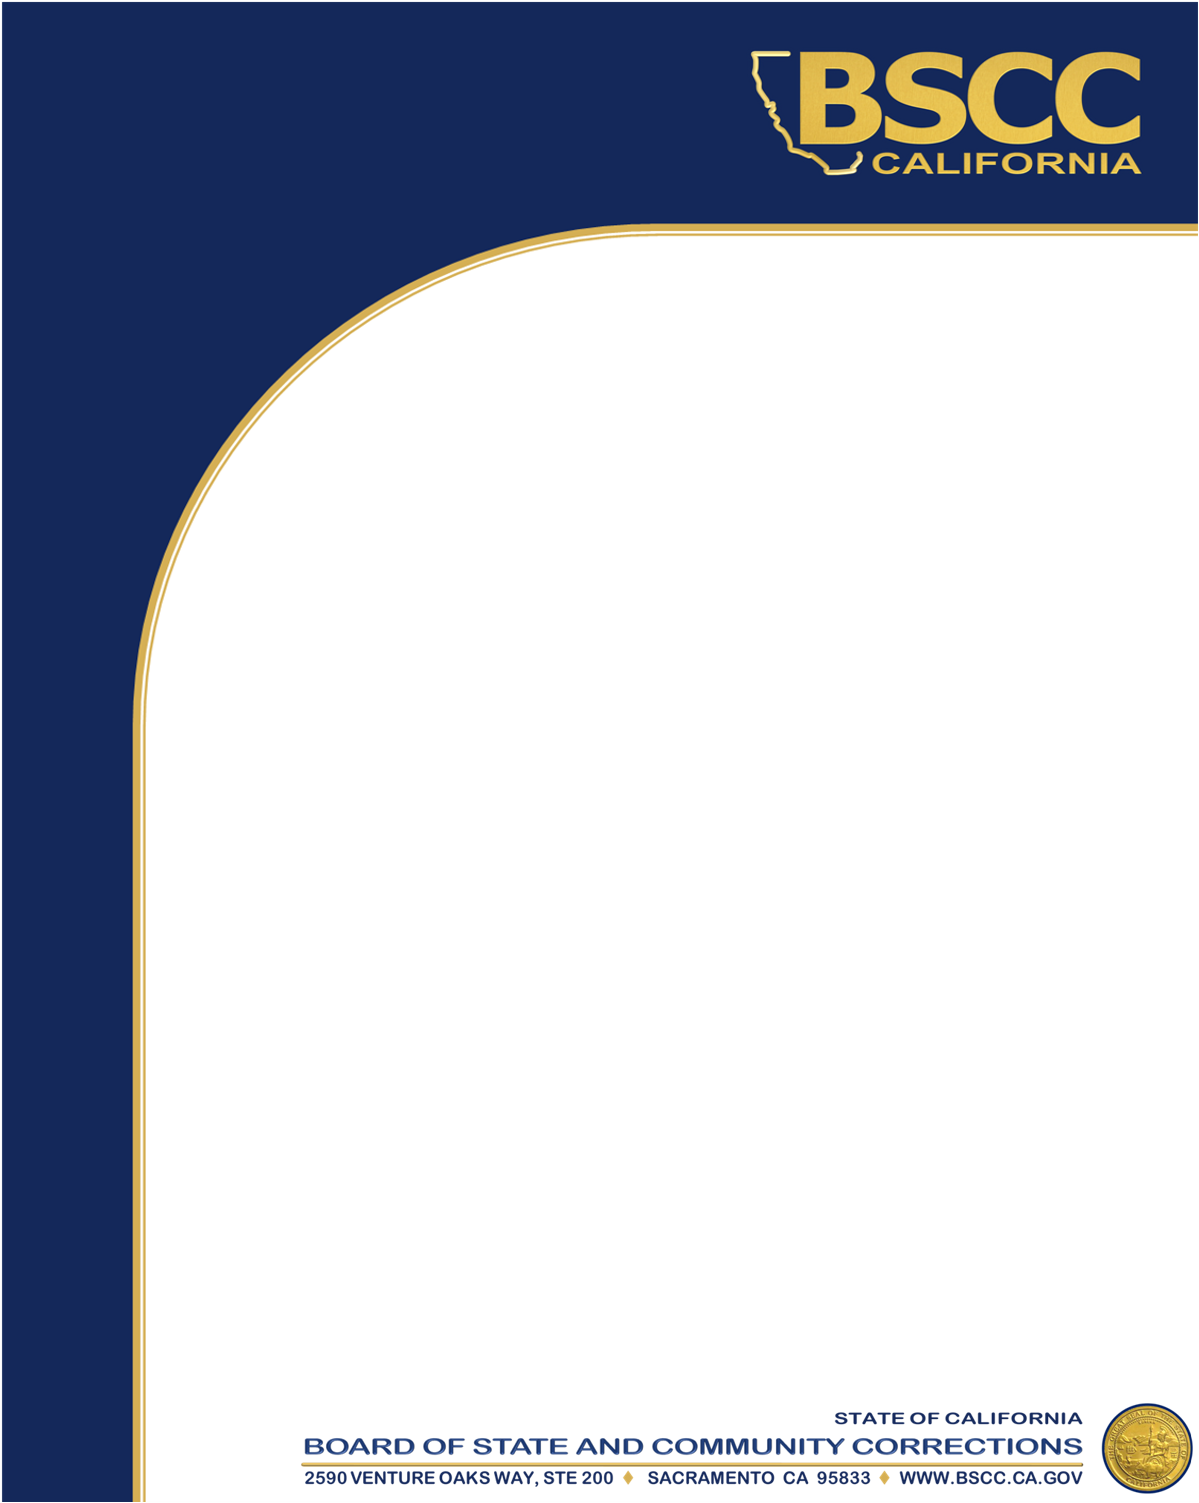 BSCC
CALIFORNIA
STATE OF CALIFORNIA
BOARD OF STATE AND COMMUNITY CORRECTIONS
2590 VENTURE OAKS WAY, STE 200 ♦ SACRAMENTO CA 95833 ♦ WWW.BSCC.CA.GOV